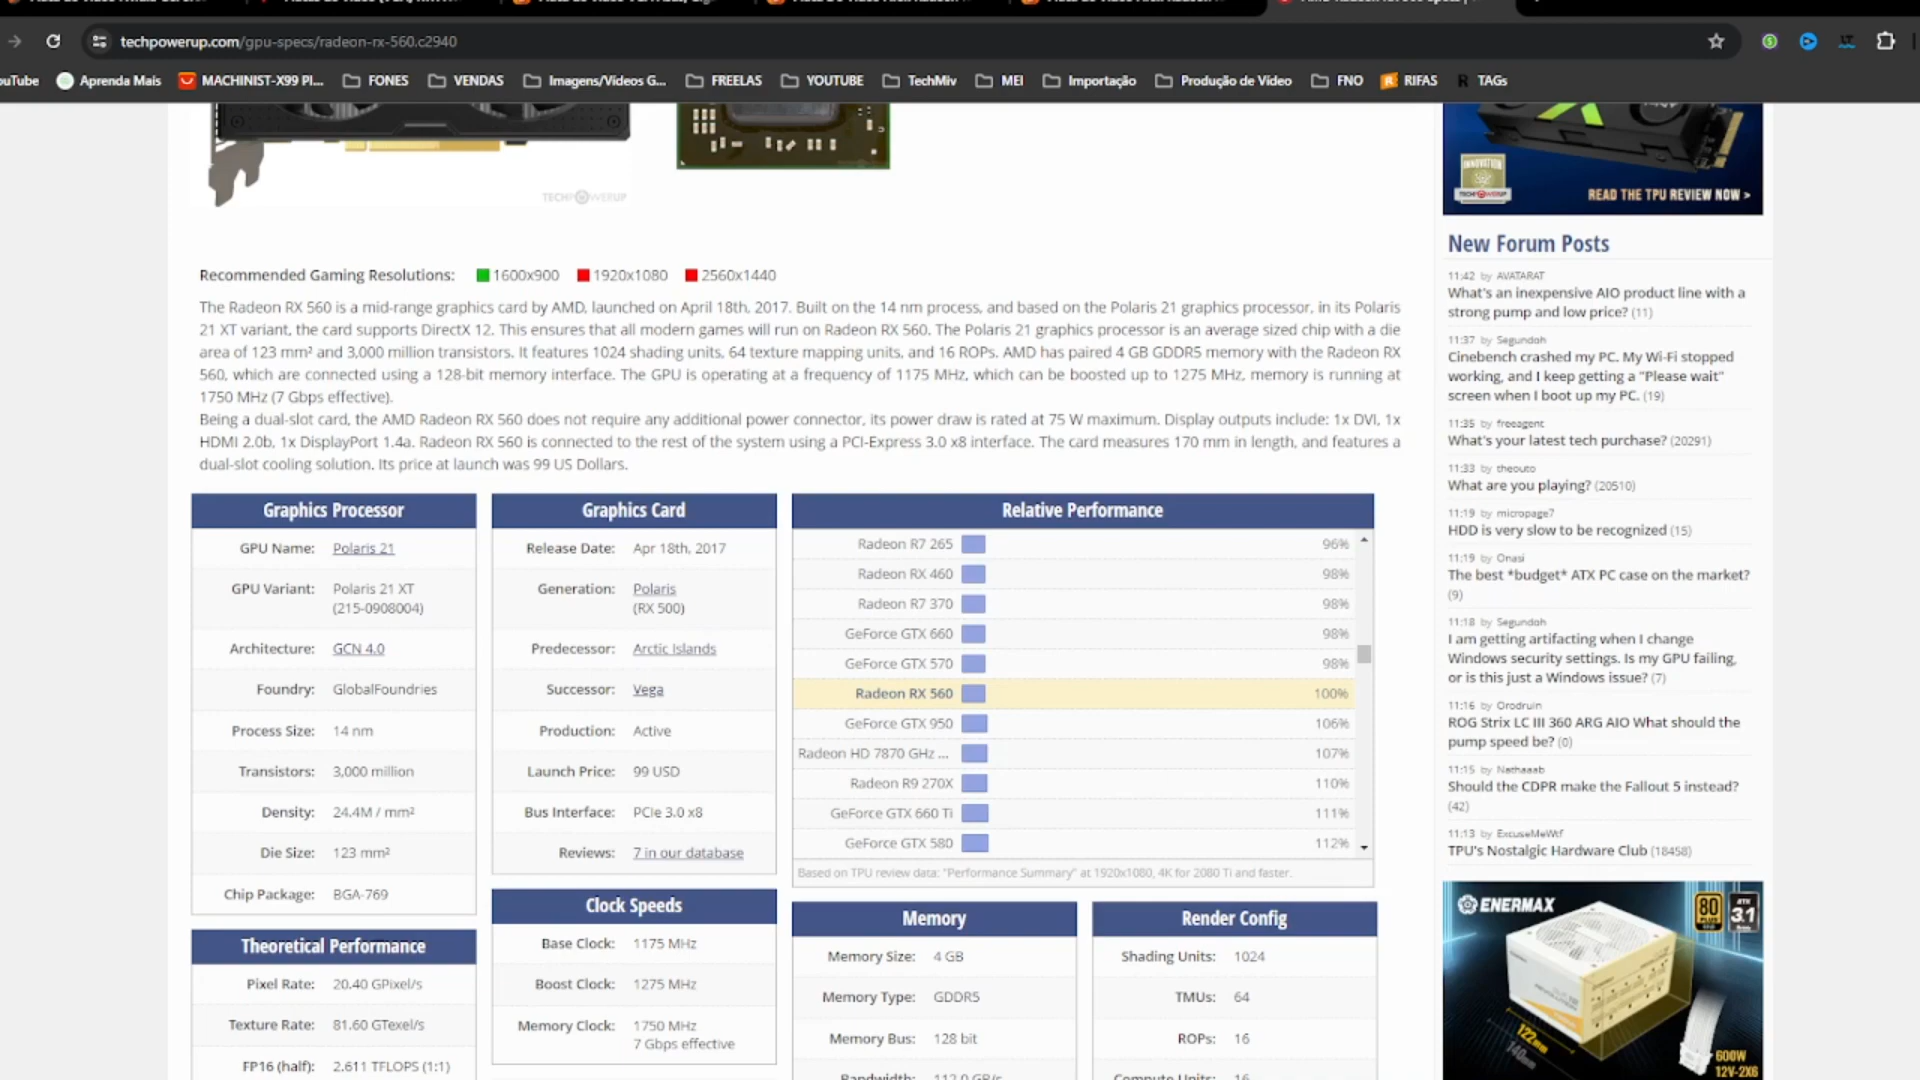 techpowerup.com/gpu-specs/radeon-rx-560.c2940
ouTube Aprenda Mais MACHINIST-X99 Pl... FONES VENDAS Imagens/Vídeos G... FREELAS YOUTUBE TechMiv MEI Importação Produção de Vídeo FNO RIFAS TAGs
TECHPOWERUP
INNOVATION
TECHPOWERUP
READ THE TPU REVIEW NOW >
Recommended Gaming Resolutions: 1600x900 1920x1080 2560x1440
The Radeon RX 560 is a mid-range graphics card by AMD, launched on April 18th, 2017. Built on the 14 nm process, and based on the Polaris 21 graphics processor, in its Polaris
21 XT variant, the card supports DirectX 12. This ensures that all modern games will run on Radeon RX 560. The Polaris 21 graphics processor is an average sized chip with a die
area of 123 mm² and 3,000 million transistors. It features 1024 shading units, 64 texture mapping units, and 16 ROPs. AMD has paired 4 GB GDDR5 memory with the Radeon RX
560, which are connected using a 128-bit memory interface. The GPU is operating at a frequency of 1175 MHz, which can be boosted up to 1275 MHz, memory is running at
1750 MHz (7 Gbps effective).
Being a dual-slot card, the AMD Radeon RX 560 does not require any additional power connector, its power draw is rated at 75 W maximum. Display outputs include: 1x DVI, 1x
HDMI 2.0b, 1x DisplayPort 1.4a. Radeon RX 560 is connected to the rest of the system using a PCI-Express 3.0 x8 interface. The card measures 170 mm in length, and features a
dual-slot cooling solution. Its price at launch was 99 US Dollars.
Graphics Processor
GPU Name: Polaris 21
GPU Variant: Polaris 21 XT
(215-0908004)
Architecture: GCN 4.0
Foundry: GlobalFoundries
Process Size: 14 nm
Transistors: 3,000 million
Density: 24.4M / mm²
Die Size: 123 mm²
Chip Package: BGA-769
Theoretical Performance
Pixel Rate: 20.40 GPixel/s
Texture Rate: 81.60 GTexel/s
FP16 (half): 2.611 TFLOPS (1:1)
Graphics Card
Release Date: Apr 18th, 2017
Generation: Polaris
(RX 500)
Predecessor: Arctic Islands
Successor: Vega
Production: Active
Launch Price: 99 USD
Bus Interface: PCIe 3.0 x8
Reviews: 7 in our database
Clock Speeds
Base Clock: 1175 MHz
Boost Clock: 1275 MHz
Memory Clock: 1750 MHz
7 Gbps effective
Relative Performance
Radeon R7 265 96%
Radeon RX 460 98%
Radeon R7 370 98%
GeForce GTX 660 98%
GeForce GTX 570 98%
Radeon RX 560 100%
GeForce GTX 950 106%
Radeon HD 7870 GHz ... 107%
Radeon R9 270X 110%
GeForce GTX 660 Ti 111%
GeForce GTX 580 112%
Based on TPU review data: "Performance Summary" at 1920x1080, 4K for 2080 Ti and faster.
Memory
Memory Size: 4 GB
Memory Type: GDDR5
Memory Bus: 128 bit
Bandwidth: 112.0 GB/s
Render Config
Shading Units: 1024
TMUs: 64
ROPs: 16
Compute Units: 16
New Forum Posts
11:42 by AVATARAT
What's an inexpensive AIO product line with a
strong pump and low price? (11)
11:37 by Segundoh
Cinebench crashed my PC. My Wi-Fi stopped
working, and I keep getting a "Please wait"
screen when I boot up my PC. (19)
11:35 by freeagent
What's your latest tech purchase? (20291)
11:33 by theouto
What are you playing? (20510)
11:19 by micropage7
HDD is very slow to be recognized (15)
11:19 by Onasi
The best *budget* ATX PC case on the market?
(9)
11:18 by Segundoh
I am getting artifacting when I change
Windows security settings. Is my GPU failing,
or is this just a Windows issue? (7)
11:16 by Orodruin
ROG Strix LC III 360 ARG AIO What should the
pump speed be? (0)
11:15 by Nathaaab
Should the CDPR make the Fallout 5 instead?
(42)
11:13 by ExcuseMeWtf
TPU's Nostalgic Hardware Club (18458)
ENERMAX
80
PLUS
ATX
3.1
122mm
140mm
600W
12V-2X6